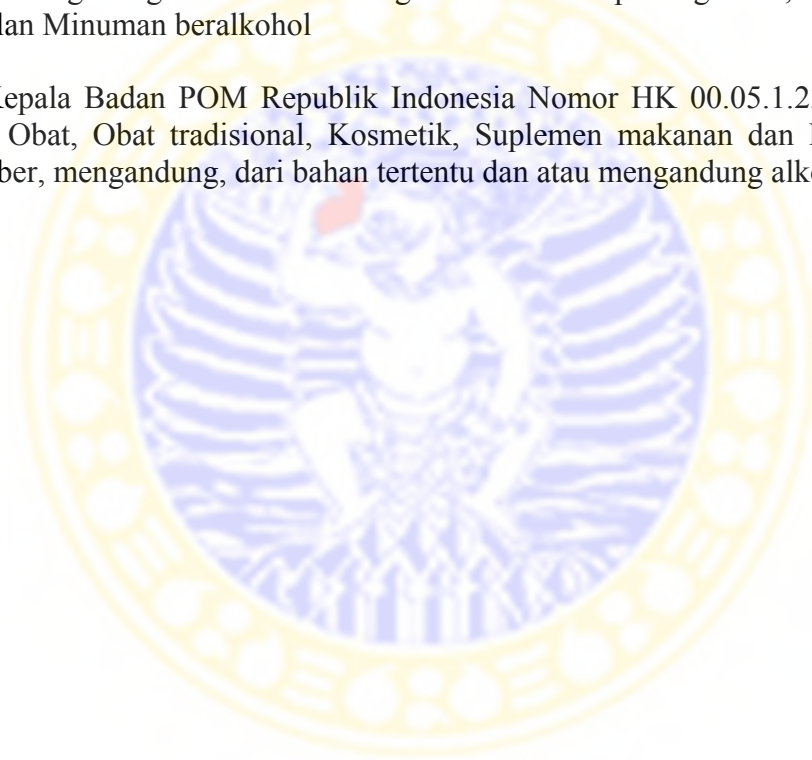 dan Minuman beralkohol
Kepala Badan POM Republik Indonesia Nomor HK 00.05.1.2
Obat, Obat tradisional, Kosmetik, Suplemen makanan dan
ber, mengandung, dari bahan tertentu dan atau mengandung